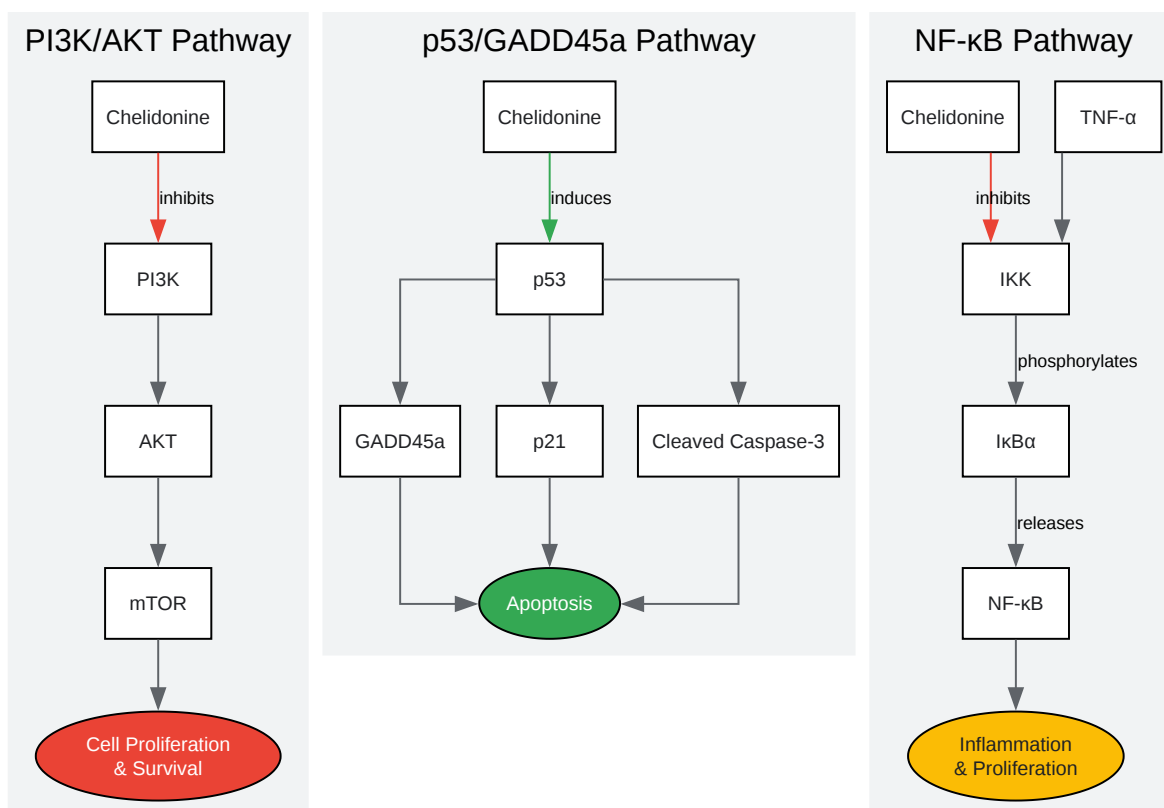 PI3K/AKT Pathway
Chelidonine
inhibits
PI3K
AKT
mTOR
Cell Proliferation
& Survival
p53/GADD45a Pathway
Chelidonine
induces
p53
GADD45a
p21
Cleaved Caspase-3
Apoptosis
NF-κB Pathway
Chelidonine
TNF-α
inhibits
IKK
phosphorylates
IκBα
releases
NF-κB
Inflammation
& Proliferation